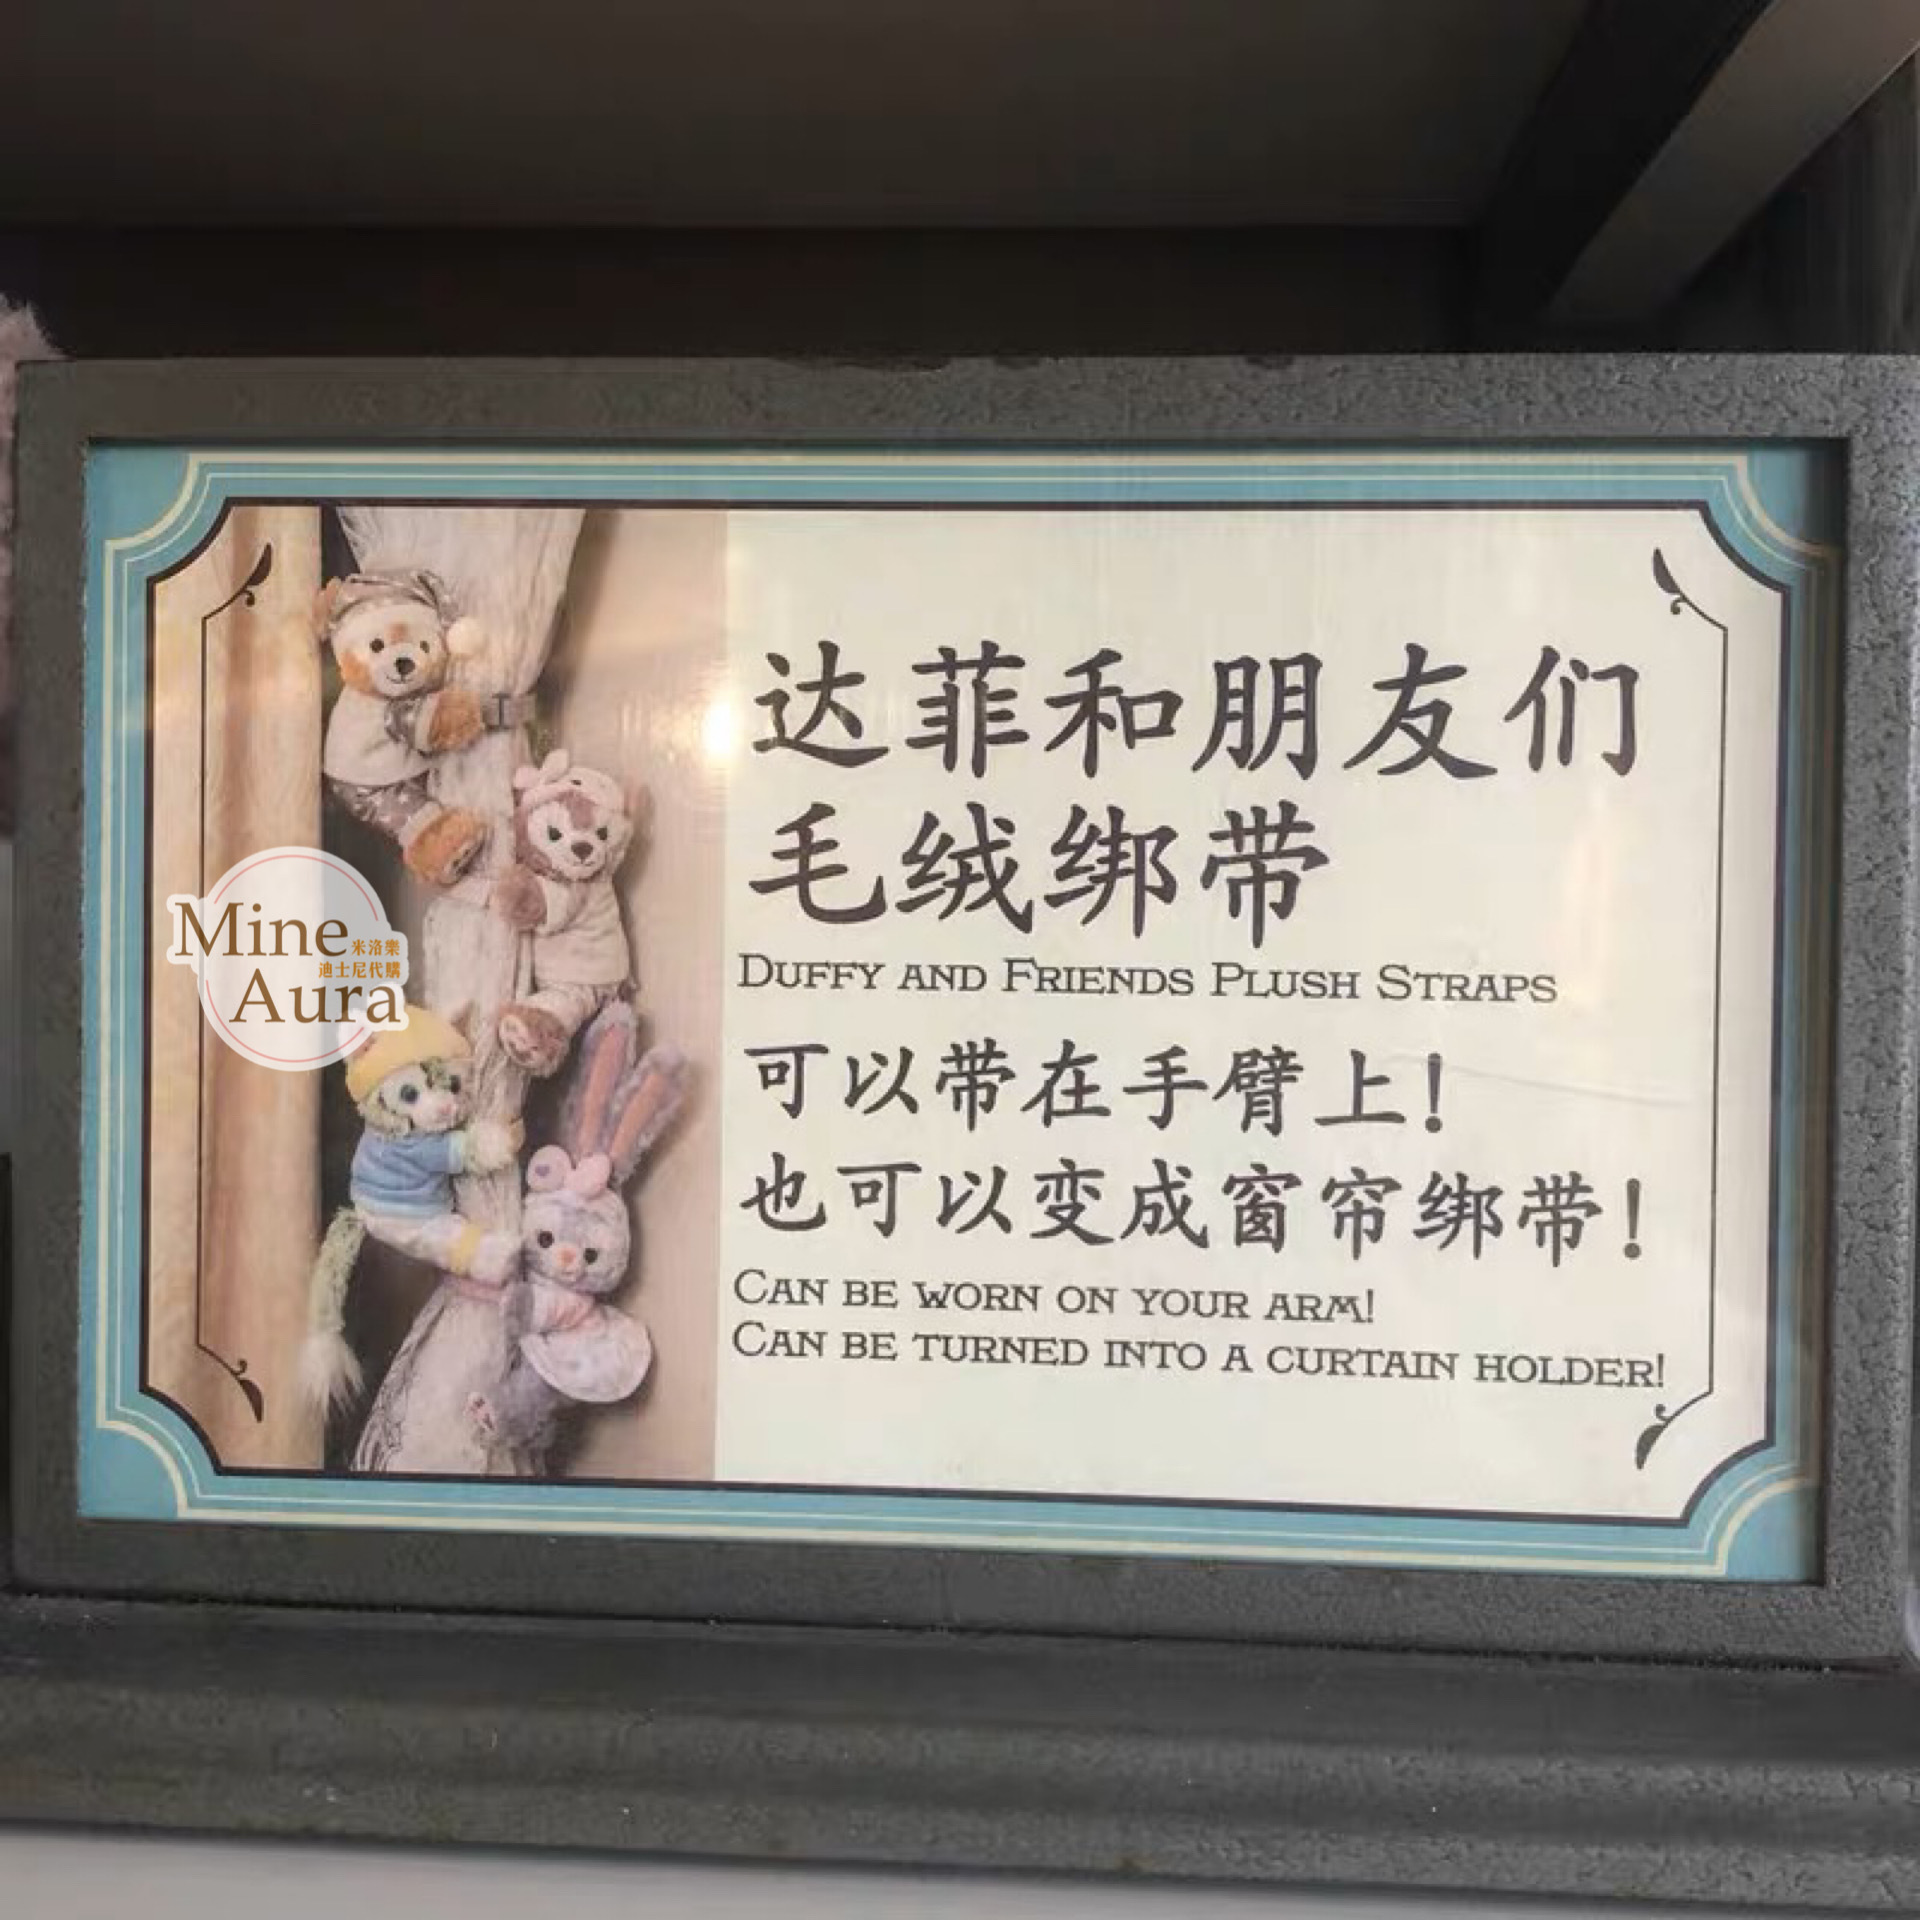 达菲和朋友们
毛绒绑带
DUFFY AND FRIENDS PLUSH STRAPS
可以带在手臂上！
也可以变成窗帘绑带！
CAN BE WORN ON YOUR ARM!
CAN BE TURNED INTO A CURTAIN HOLDER!
Mine
米洛樂
迪士尼代購
Aura